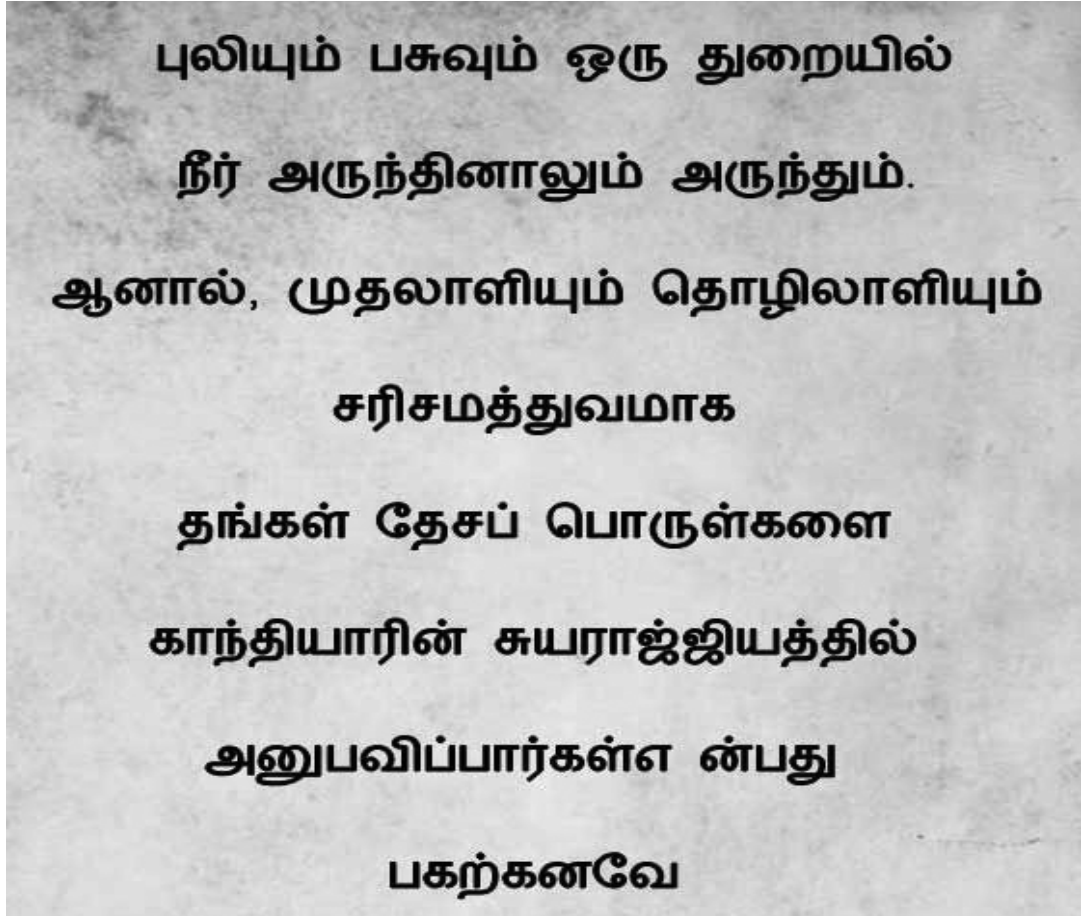 புலியும் பசுவும் ஒரு துறையில்
நீர் அருந்தினாலும் அருந்தும்.
ஆனால், முதலாளியும் தொழிலாளியும்
சரிசமத்துவமாக
தங்கள் தேசப் பொருள்களை
காந்தியாரின் சுயராஜ்ஜியத்தில்
அனுபவிப்பார்கள்எ ன்பது
பகற்கனவே